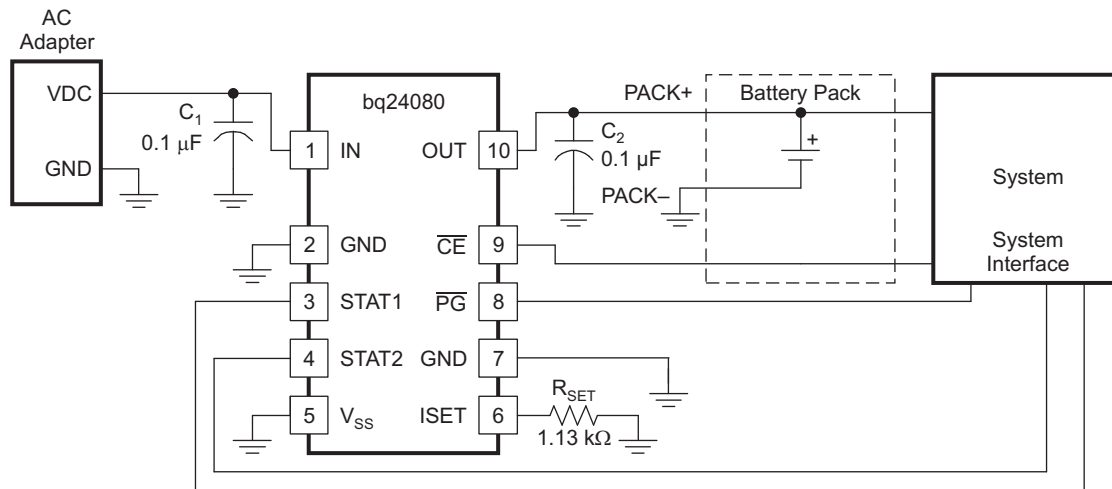 AC
Adapter
VDC
GND
C1
0.1 μF
bq24080
1
IN
OUT
10
2
GND
CE
9
3
STAT1
PG
8
4
STAT2
GND
7
5
VSS
ISET
6
PACK+
C2
0.1 μF
PACK–
Battery Pack
+
RSET
1.13 kΩ
System
System
Interface